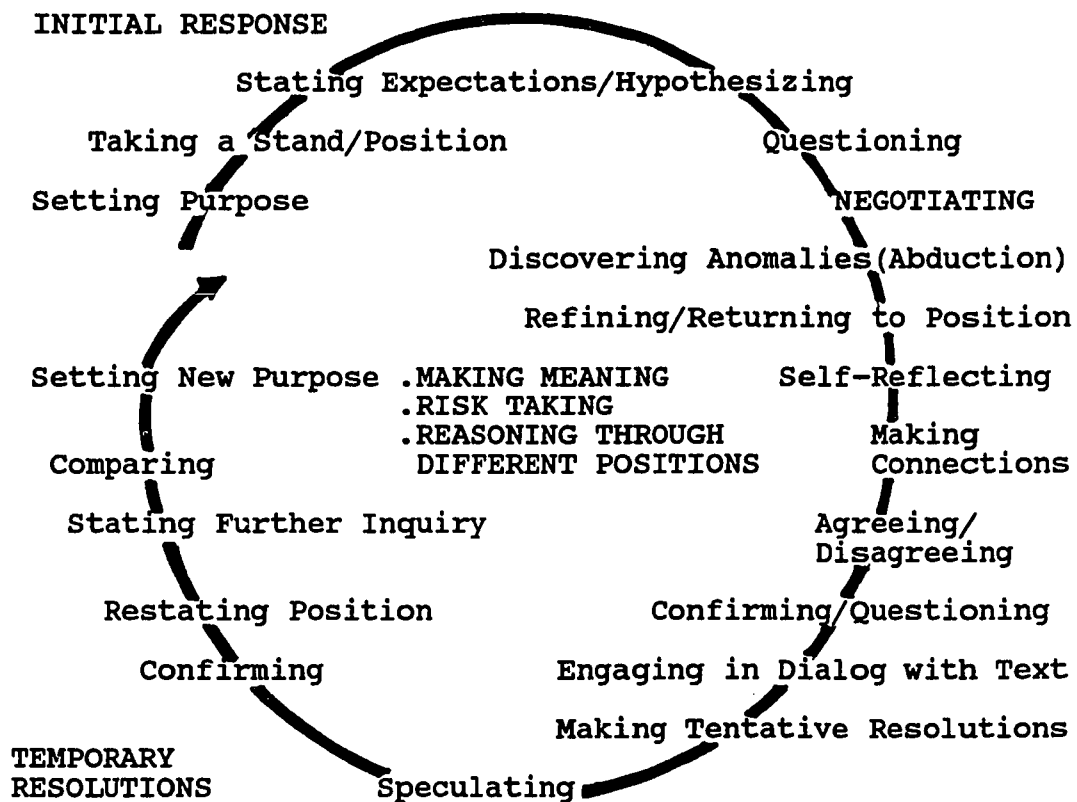 INITIAL RESPONSE
Stating Expectations/Hypothesizing
Taking a Stand/Position
Questioning
Setting Purpose
NEGOTIATING
Discovering Anomalies(Abduction)
Refining/Returning to Position
Setting New Purpose
.MAKING MEANING
.RISK TAKING
.REASONING THROUGH
DIFFERENT POSITIONS
Self-Reflecting
Making
Connections
Comparing
Stating Further Inquiry
Agreeing/
Disagreeing
Restating Position
Confirming/Questioning
Confirming
Engaging in Dialog with Text
Making Tentative Resolutions
TEMPORARY
RESOLUTIONS
Speculating